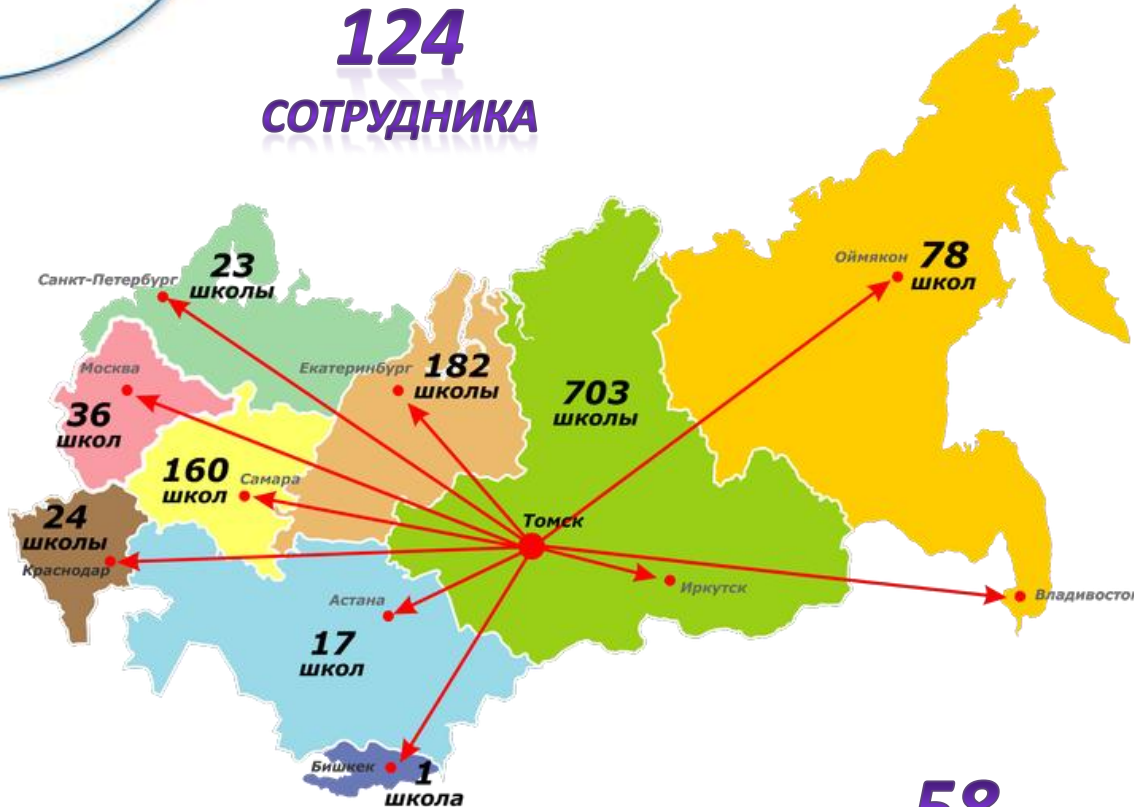 124
СОТРУДНИКА
23
школы
Санкт-Петербург
Оймякон
78
школ
Москва
Екатеринбург
182
школы
703
школы
36
школ
160
школ
Самара
24
школы
Краснодар
Томск
Иркутск
Владивосток
Астана
17
школ
Бишкек
1
школа
58